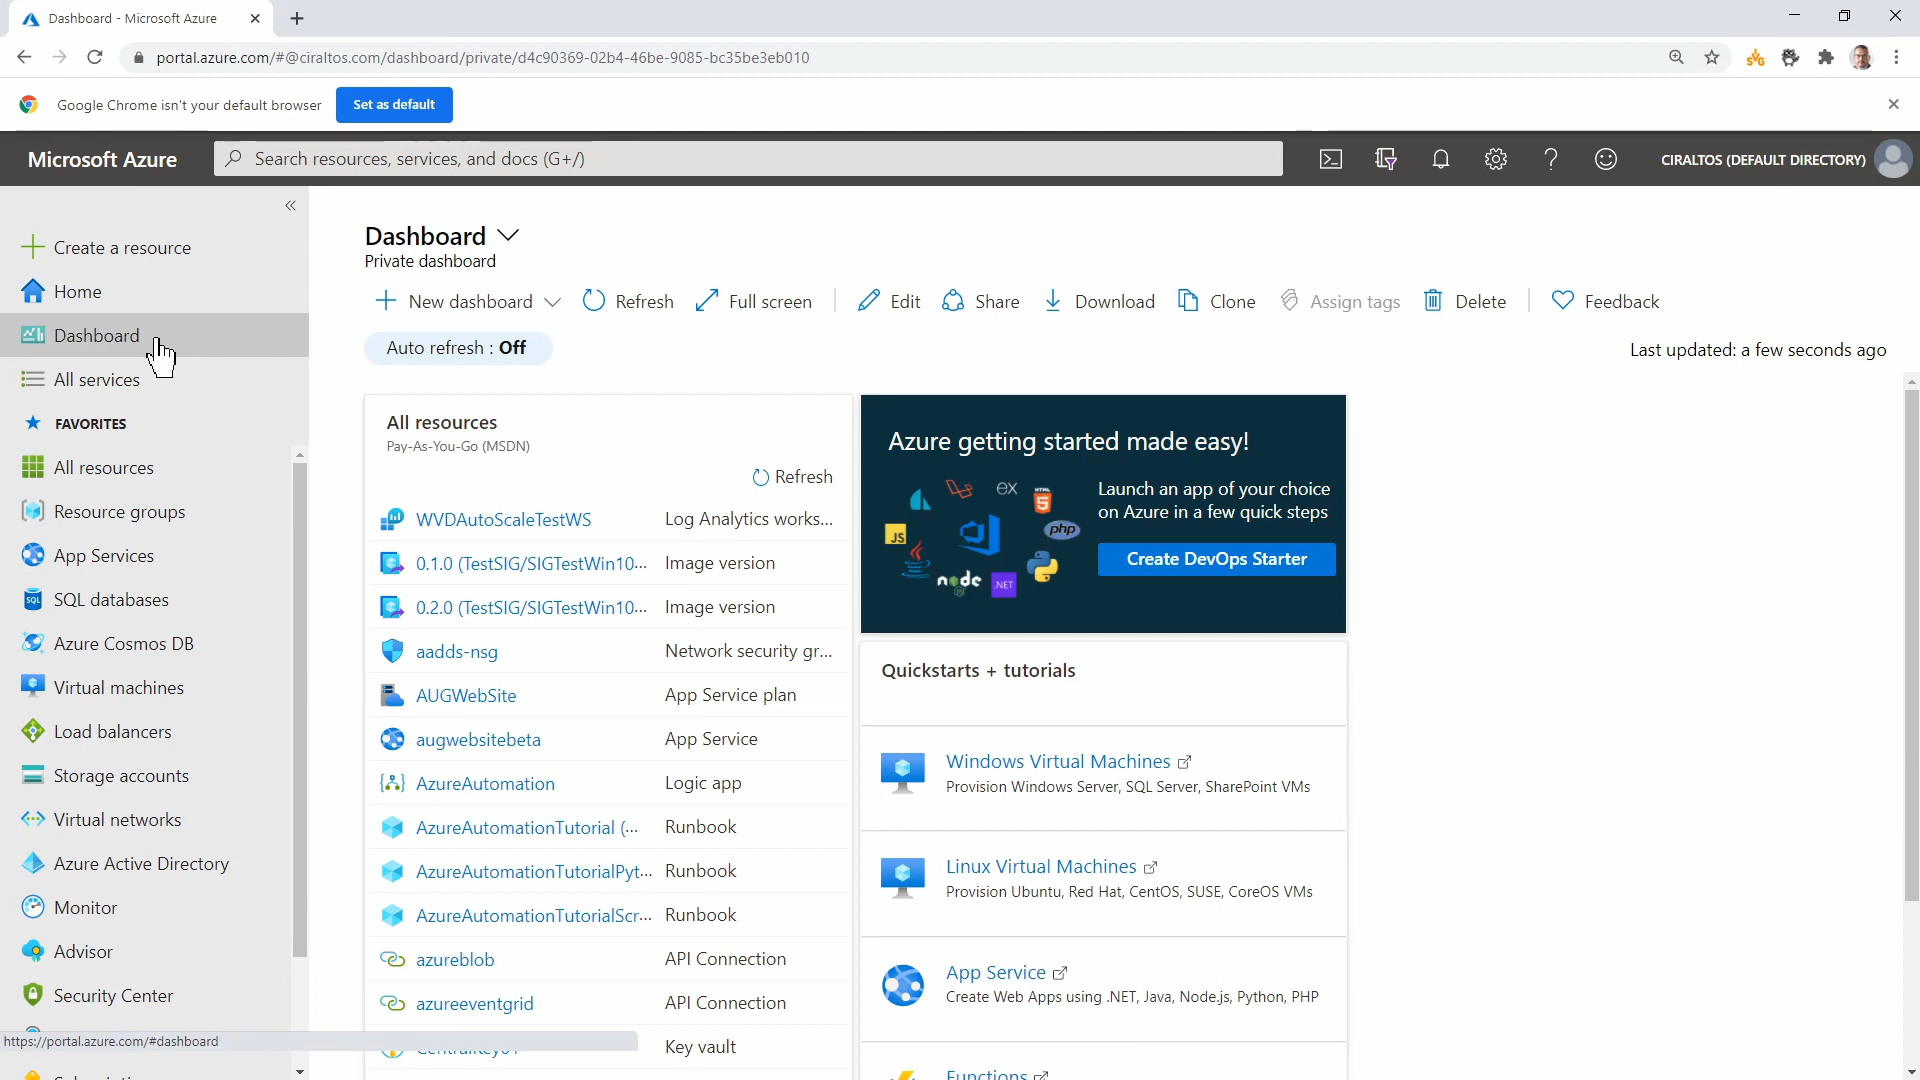 Dashboard - Microsoft Azure
portal.azure.com/#@ciraltos.com/dashboard/private/d4c90369-02b4-46be-9085-bc35be3eb010
Google Chrome isn't your default browser
Set as default
Microsoft Azure
Search resources, services, and docs (G+/)
CIRALTOS (DEFAULT DIRECTORY)
Create a resource
Home
Dashboard
All services
FAVORITES
All resources
Resource groups
App Services
SQL databases
Azure Cosmos DB
Virtual machines
Load balancers
Storage accounts
Virtual networks
Azure Active Directory
Monitor
Advisor
Security Center
https://portal.azure.com/#dashboard
Dashboard
Private dashboard
New dashboard
Refresh
Full screen
Edit
Share
Download
Clone
Assign tags
Delete
Feedback
Auto refresh : Off
Last updated: a few seconds ago
All resources
Pay-As-You-Go (MSDN)
Refresh
WVDAutoScaleTestWS Log Analytics works...
0.1.0 (TestSIG/SIGTestWin10... Image version
0.2.0 (TestSIG/SIGTestWin10... Image version
aadds-nsg Network security gr...
AUGWebSite App Service plan
augwebsitebeta App Service
AzureAutomation Logic app
AzureAutomationTutorial (... Runbook
AzureAutomationTutorialPyt... Runbook
AzureAutomationTutorialScr... Runbook
azureblob API Connection
azureeventgrid API Connection
Key vault
Azure getting started made easy!
Launch an app of your choice
on Azure in a few quick steps
Create DevOps Starter
EX
HTML
5
JS
php
node
.NET
Quickstarts + tutorials
Windows Virtual Machines
Provision Windows Server, SQL Server, SharePoint VMs
Linux Virtual Machines
Provision Ubuntu, Red Hat, CentOS, SUSE, CoreOS VMs
App Service
Create Web Apps using .NET, Java, Node.js, Python, PHP
Functions